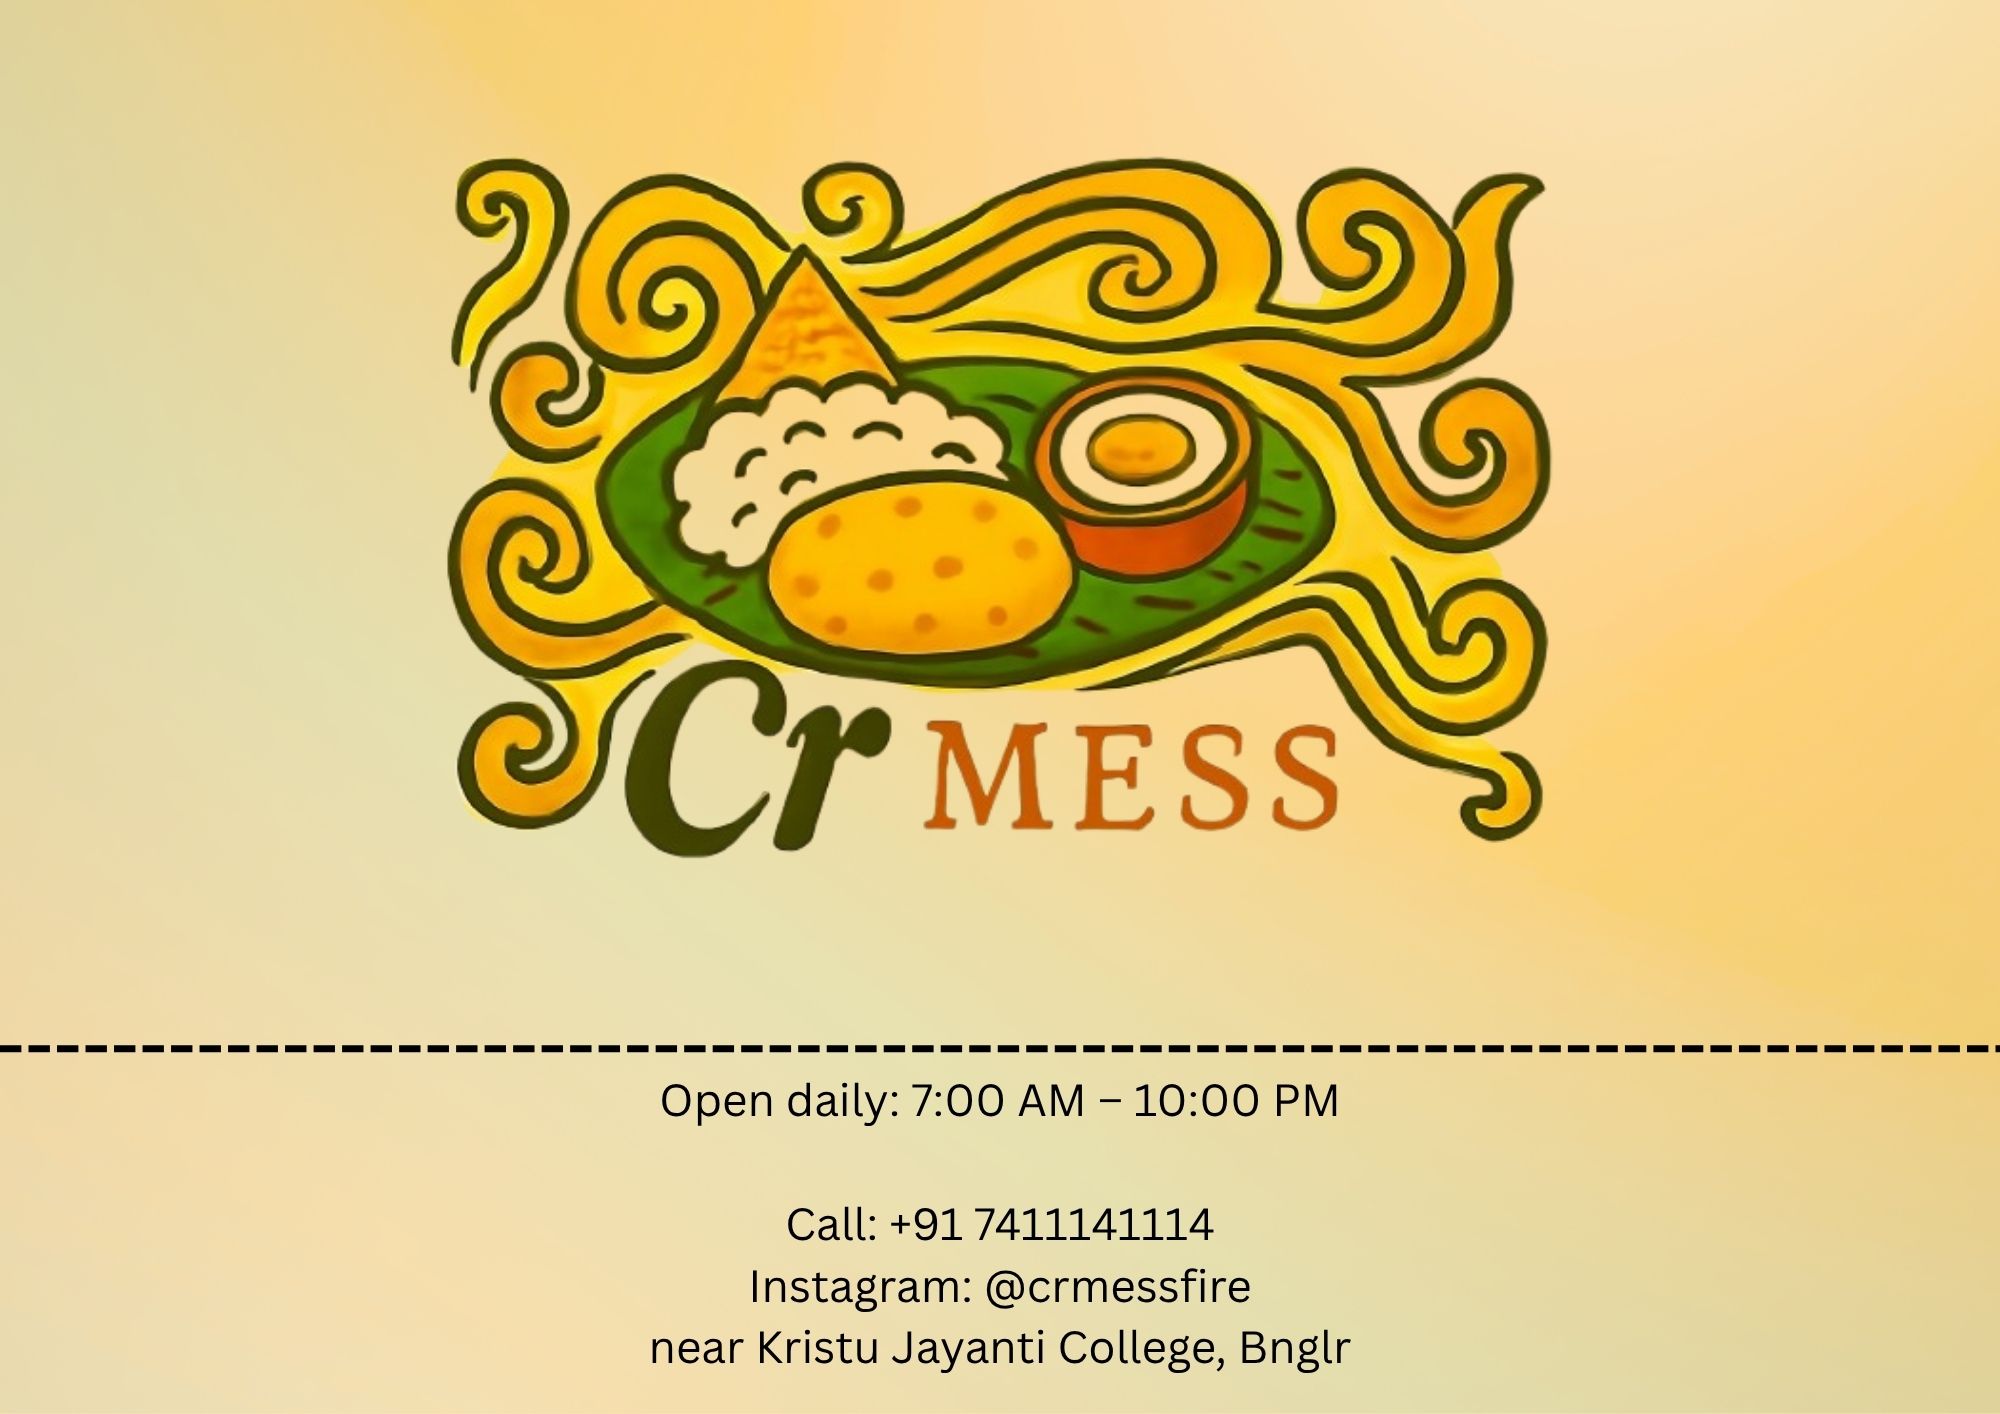 Cr MESS
Open daily: 7:00 AM – 10:00 PM
Call: +91 7411141114
Instagram: @crmessfire
near Kristu Jayanti College, Bnglr